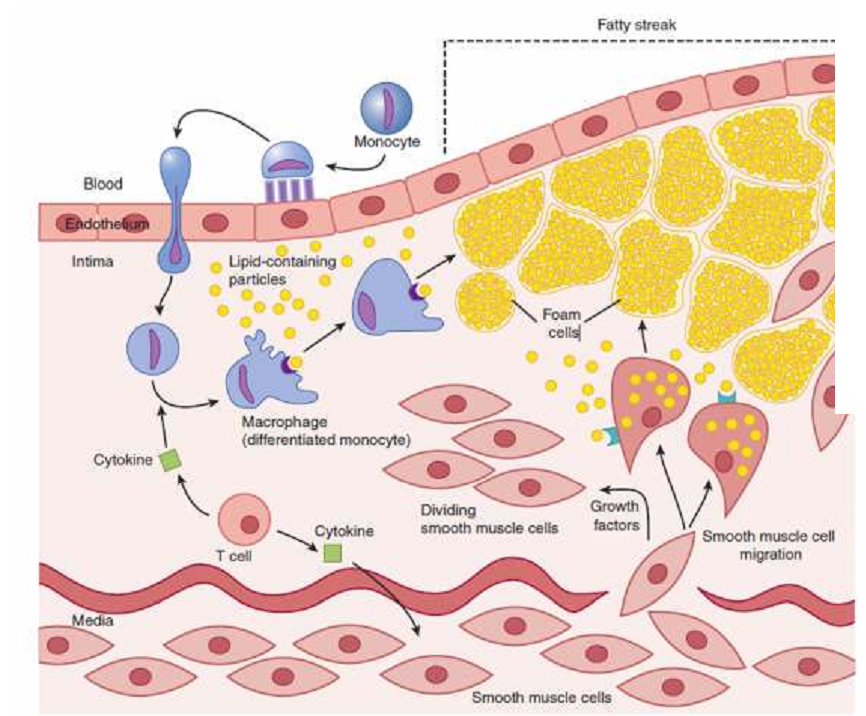 Fatty streak
Monocyte
Blood
Endothelium
Intima
Lipid-containing
particles
Foam
cells
Macrophage
(differentiated monocyte)
Cytokine
Dividing
smooth muscle cells
Growth
factors
Cytokine
T cell
Smooth muscle cell
migration
Media
Smooth muscle cells